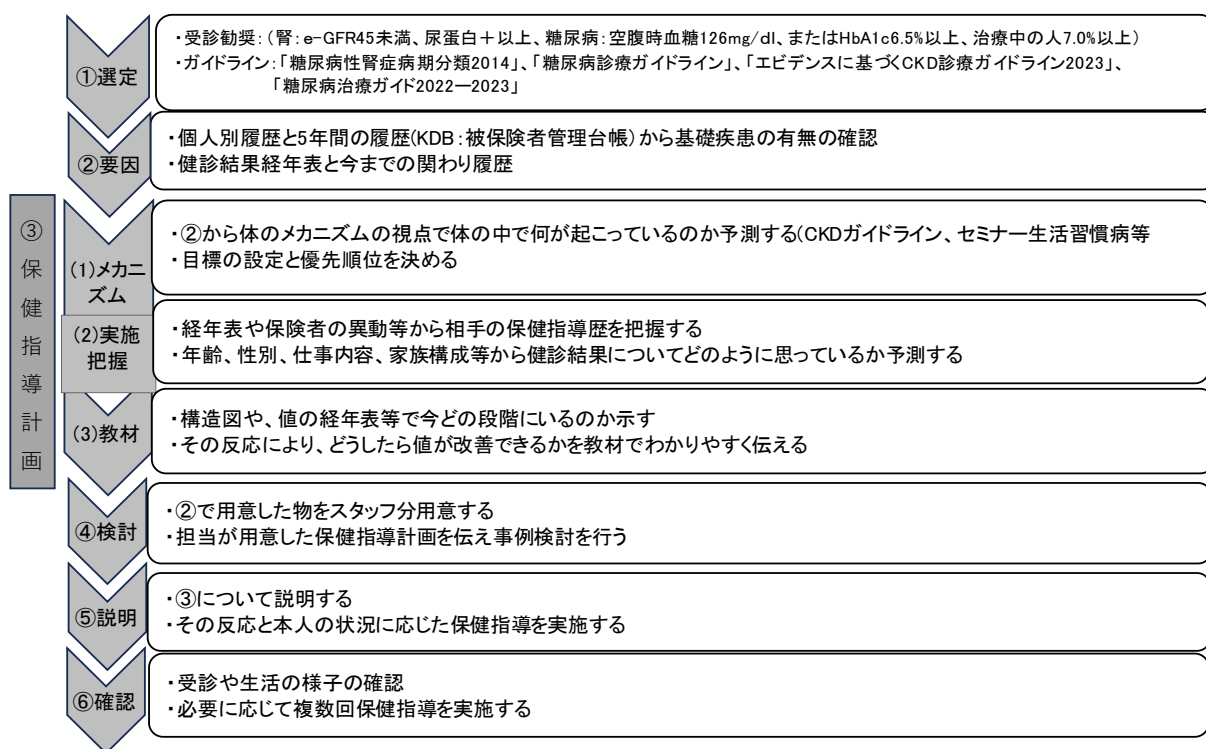 ①選定
・受診勧奨：（腎：e-GFR45未満、尿蛋白＋以上、糖尿病：空腹時血糖126mg/dl、またはHbA1c6.5%以上、治療中の人7.0%以上）
・ガイドライン：「糖尿病性腎症病期分類2014」、「糖尿病診療ガイドライン」、「エビデンスに基づくCKD診療ガイドライン2023」、
「糖尿病治療ガイド2022ー2023」
②要因
・個人別履歴と5年間の履歴(KDB：被保険者管理台帳）から基礎疾患の有無の確認
・健診結果経年表と今までの関わり履歴
③保健指導計画
(1)メカニ
ズム
・②から体のメカニズムの視点で体の中で何が起こっているのか予測する(CKDガイドライン、セミナー生活習慣病等
・目標の設定と優先順位を決める
(2)実施
把握
・経年表や保険者の異動等から相手の保健指導歴を把握する
・年齢、性別、仕事内容、家族構成等から健診結果についてどのように思っているか予測する
(3)教材
・構造図や、値の経年表等で今どの段階にいるのか示す
・その反応により、どうしたら値が改善できるかを教材でわかりやすく伝える
④検討
・②で用意した物をスタッフ分用意する
・担当が用意した保健指導計画を伝え事例検討を行う
⑤説明
・③について説明する
・その反応と本人の状況に応じた保健指導を実施する
⑥確認
・受診や生活の様子の確認
・必要に応じて複数回保健指導を実施する